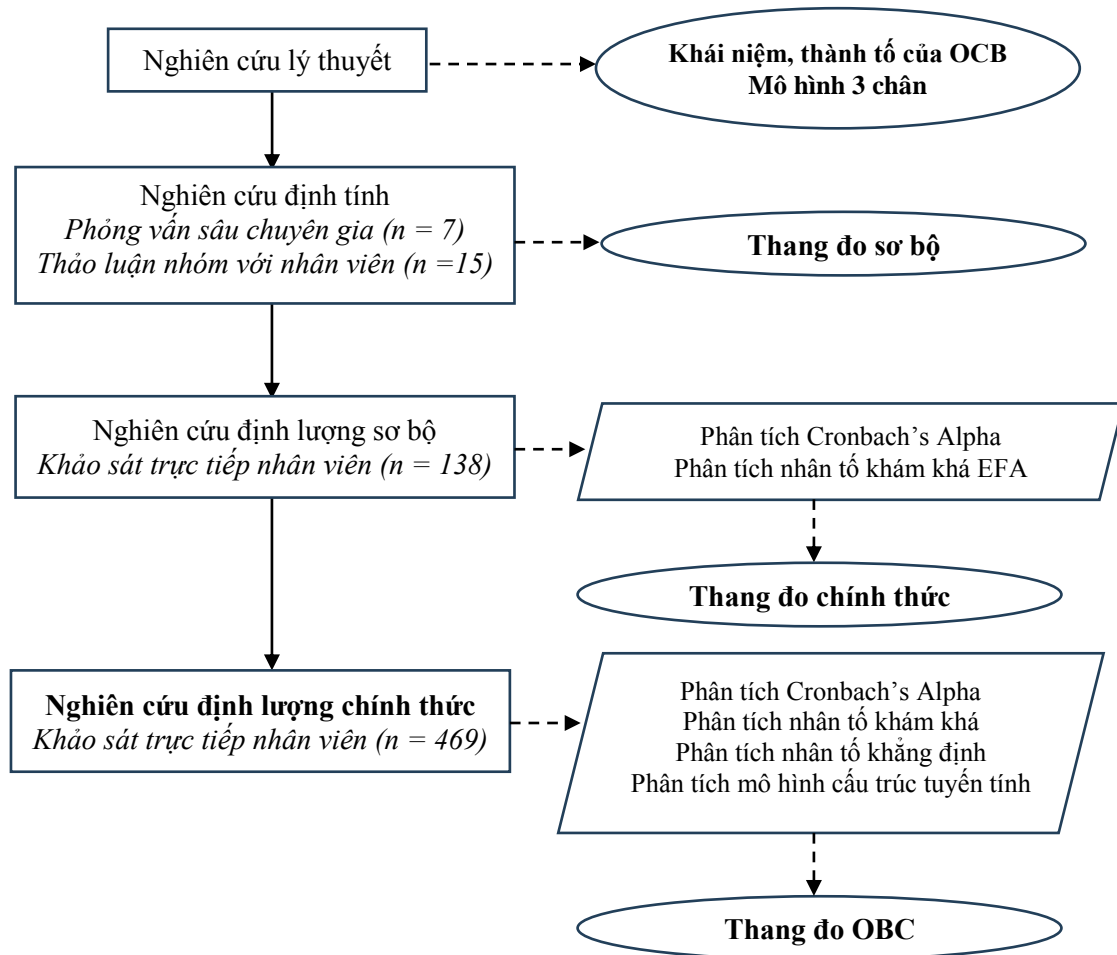 Nghiên cứu lý thuyết
Khái niệm, thành tố của OCB
Mô hình 3 chân
Nghiên cứu định tính
Phỏng vấn sâu chuyên gia (n = 7)
Thảo luận nhóm với nhân viên (n =15)
Thang đo sơ bộ
Nghiên cứu định lượng sơ bộ
Khảo sát trực tiếp nhân viên (n = 138)
Phân tích Cronbach’s Alpha
Phân tích nhân tố khám khá EFA
Thang đo chính thức
Nghiên cứu định lượng chính thức
Khảo sát trực tiếp nhân viên (n = 469)
Phân tích Cronbach’s Alpha
Phân tích nhân tố khám khá
Phân tích nhân tố khẳng định
Phân tích mô hình cấu trúc tuyến tính
Thang đo OBC